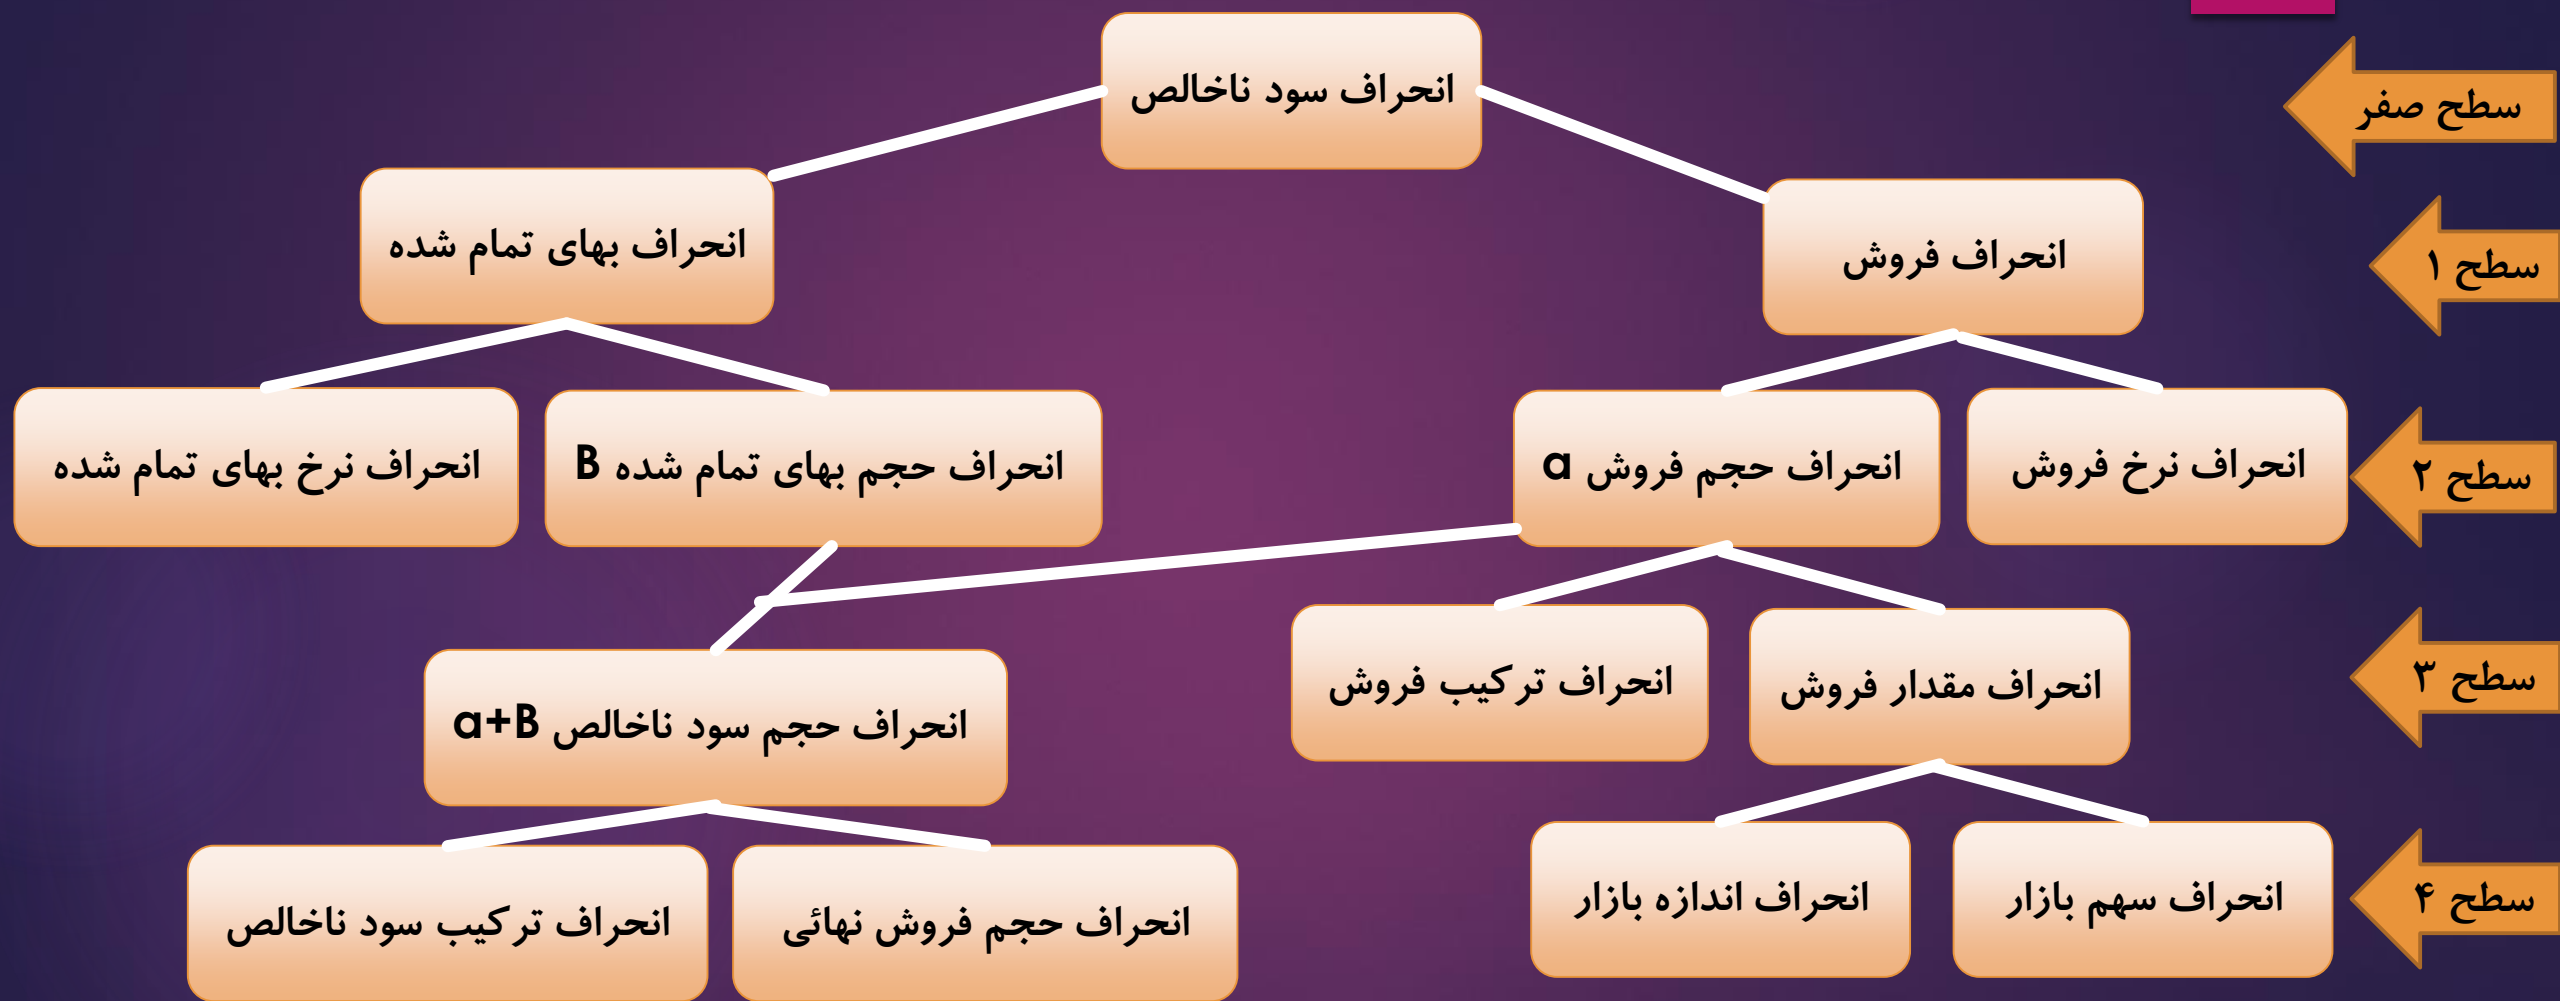 انحراف سود ناخالص
سطح صفر
انحراف فروش
انحراف بهای تمام شده
سطح ۱
انحراف نرخ فروش
انحراف حجم فروش a
انحراف حجم بهای تمام شده B
انحراف نرخ بهای تمام شده
سطح ۲
انحراف مقدار فروش
انحراف ترکیب فروش
انحراف حجم سود ناخالص a+B
سطح ۳
انحراف سهم بازار
انحراف اندازه بازار
انحراف حجم فروش نهائی
انحراف ترکیب سود ناخالص
سطح ۴